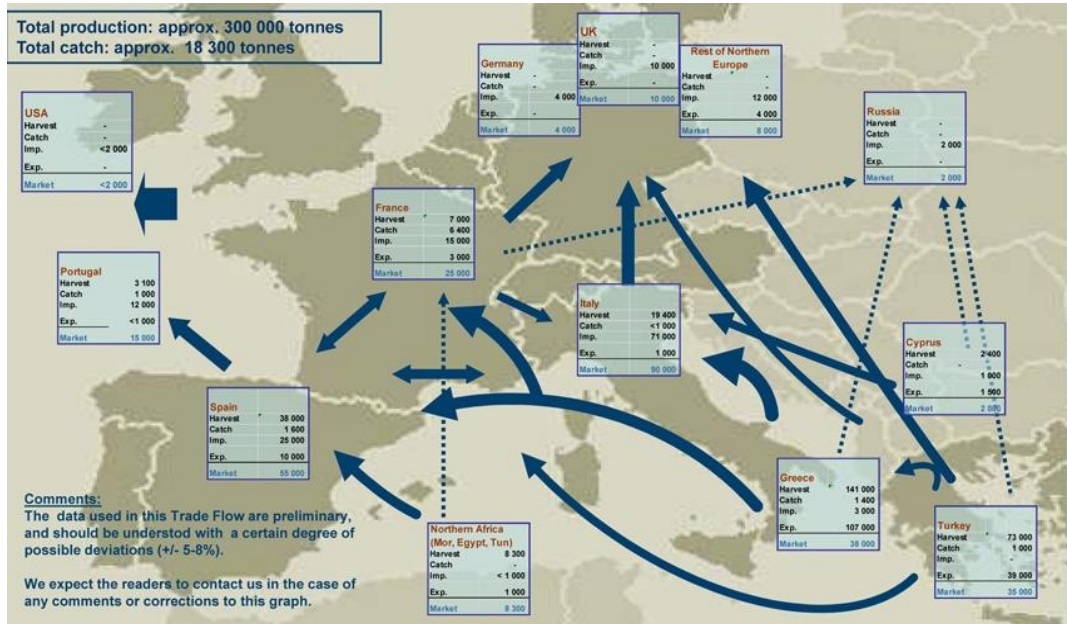 Total production: approx. 300 000 tonnes
Total catch: approx. 18 300 tonnes
USA
Harvest -
Catch -
Imp. <2 000
Exp. -
Market <2 000
Germany
Harvest -
Catch -
Imp. 4 000
Exp. -
Market 4 000
UK
Harvest -
Catch -
Imp. 10 000
Exp. -
Market 10 000
Rest of Northern
Europe
Harvest -
Catch -
Imp. 12 000
Exp. 4 000
Market 8 000
Russia
Harvest -
Catch -
Imp. 2 000
Exp. -
Market 2 000
France
Harvest 7 000
Catch 6 400
Imp. 15 000
Exp. 3 000
Market 25 000
Portugal
Harvest 3 100
Catch 1 000
Imp. 12 000
Exp. <1 000
Market 15 000
Italy
Harvest 19 400
Catch <1 000
Imp. 71 000
Exp. 1 000
Market 90 000
Cyprus
Harvest 2 400
Catch -
Imp. 1 000
Exp. 1 500
Market 2 000
Spain
Harvest 38 000
Catch 1 600
Imp. 25 000
Exp. 10 000
Market 55 000
Greece
Harvest 141 000
Catch 1 400
Imp. 3 000
Exp. 107 000
Market 38 000
Turkey
Harvest 73 000
Catch 1 000
Imp. -
Exp. 39 000
Market 35 000
Northern Africa
(Mor, Egypt, Tun)
Harvest 8 300
Catch -
Imp. < 1 000
Exp. 1 000
Market 8 300
Comments:
The data used in this Trade Flow are preliminary,
and should be understod with a certain degree of
possible deviations (+/- 5-8%).
We expect the readers to contact us in the case of
any comments or corrections to this graph.